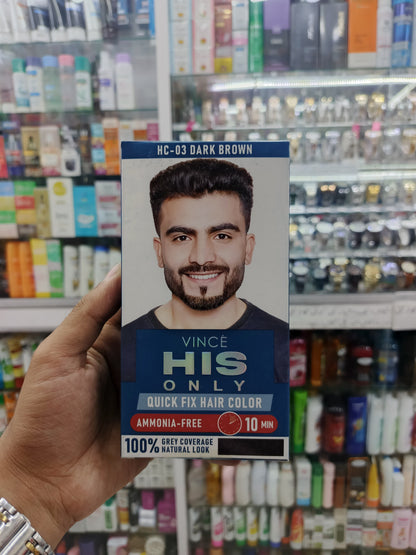 HC-03 DARK BROWN
VINCÈ
HIS
ONLY
QUICK FIX HAIR COLOR
AMMONIA-FREE 10 MIN
100% GREY COVERAGE
NATURAL LOOK